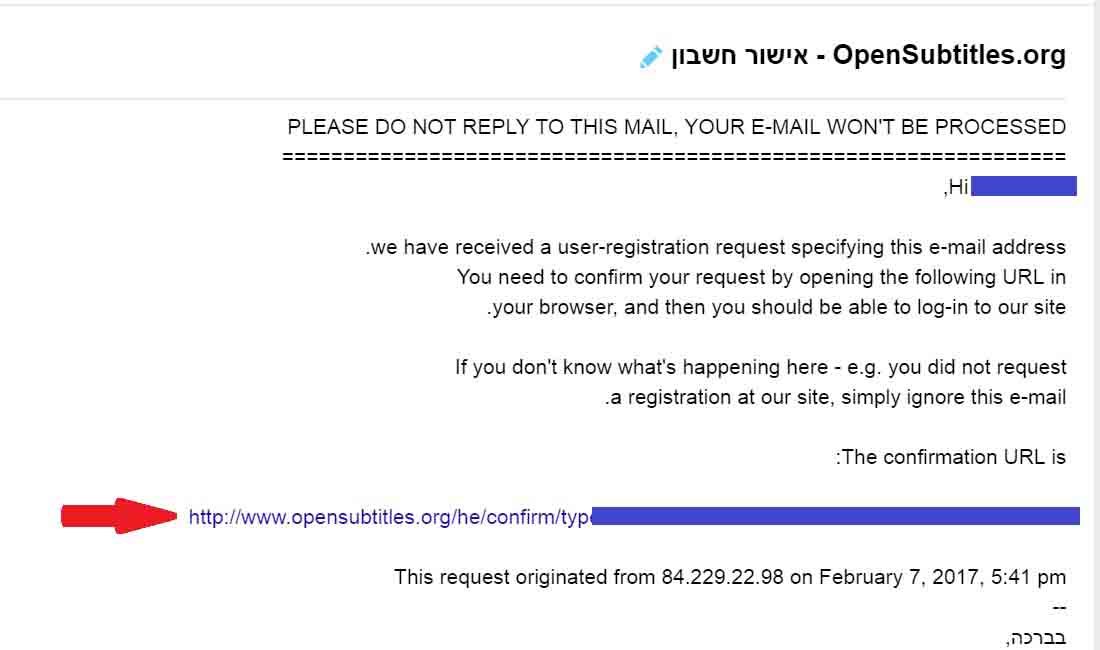 OpenSubtitles.org - אישור חשבון
PLEASE DO NOT REPLY TO THIS MAIL, YOUR E-MAIL WON'T BE PROCESSED
================================================================
Hi,
we have received a user-registration request specifying this e-mail address.
You need to confirm your request by opening the following URL in
your browser, and then you should be able to log-in to our site.
If you don't know what's happening here - e.g. you did not request
a registration at our site, simply ignore this e-mail.
The confirmation URL is:
http://www.opensubtitles.org/he/confirm/type
This request originated from 84.229.22.98 on February 7, 2017, 5:41 pm
--
בברכה,